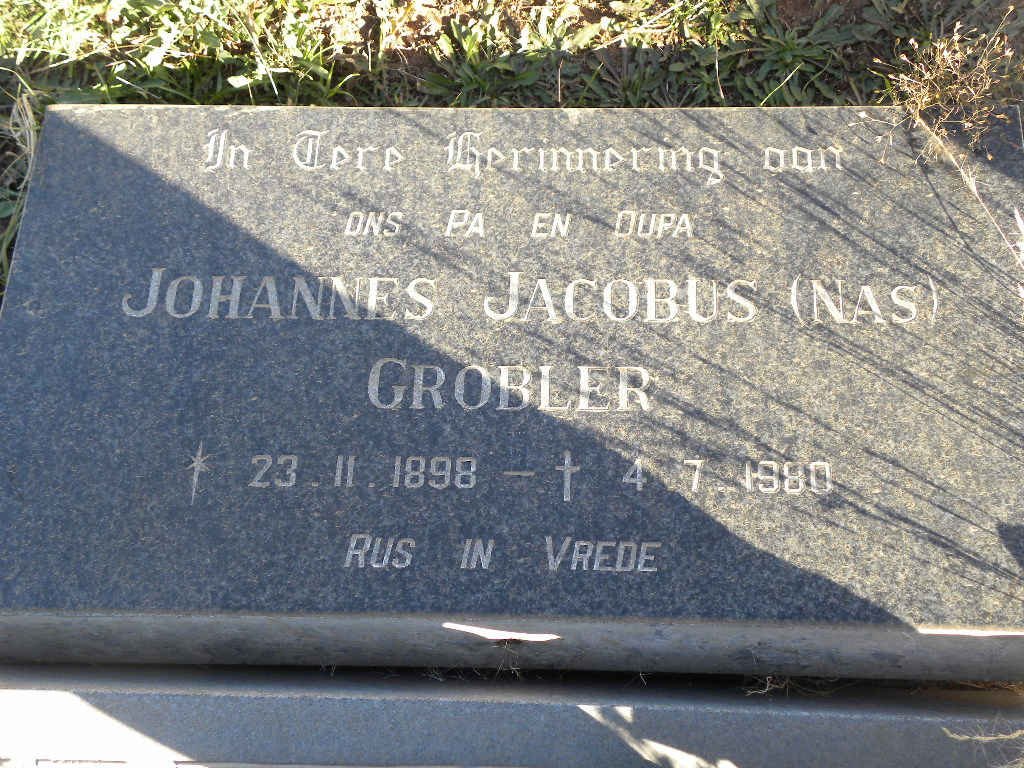 In Tere Herinnering aan
ONS PA EN OUPA
JOHANNES JACOBUS (NAS)
GROBLER
* 23.11.1898 – † 4.7.1980
RUS IN VREDE